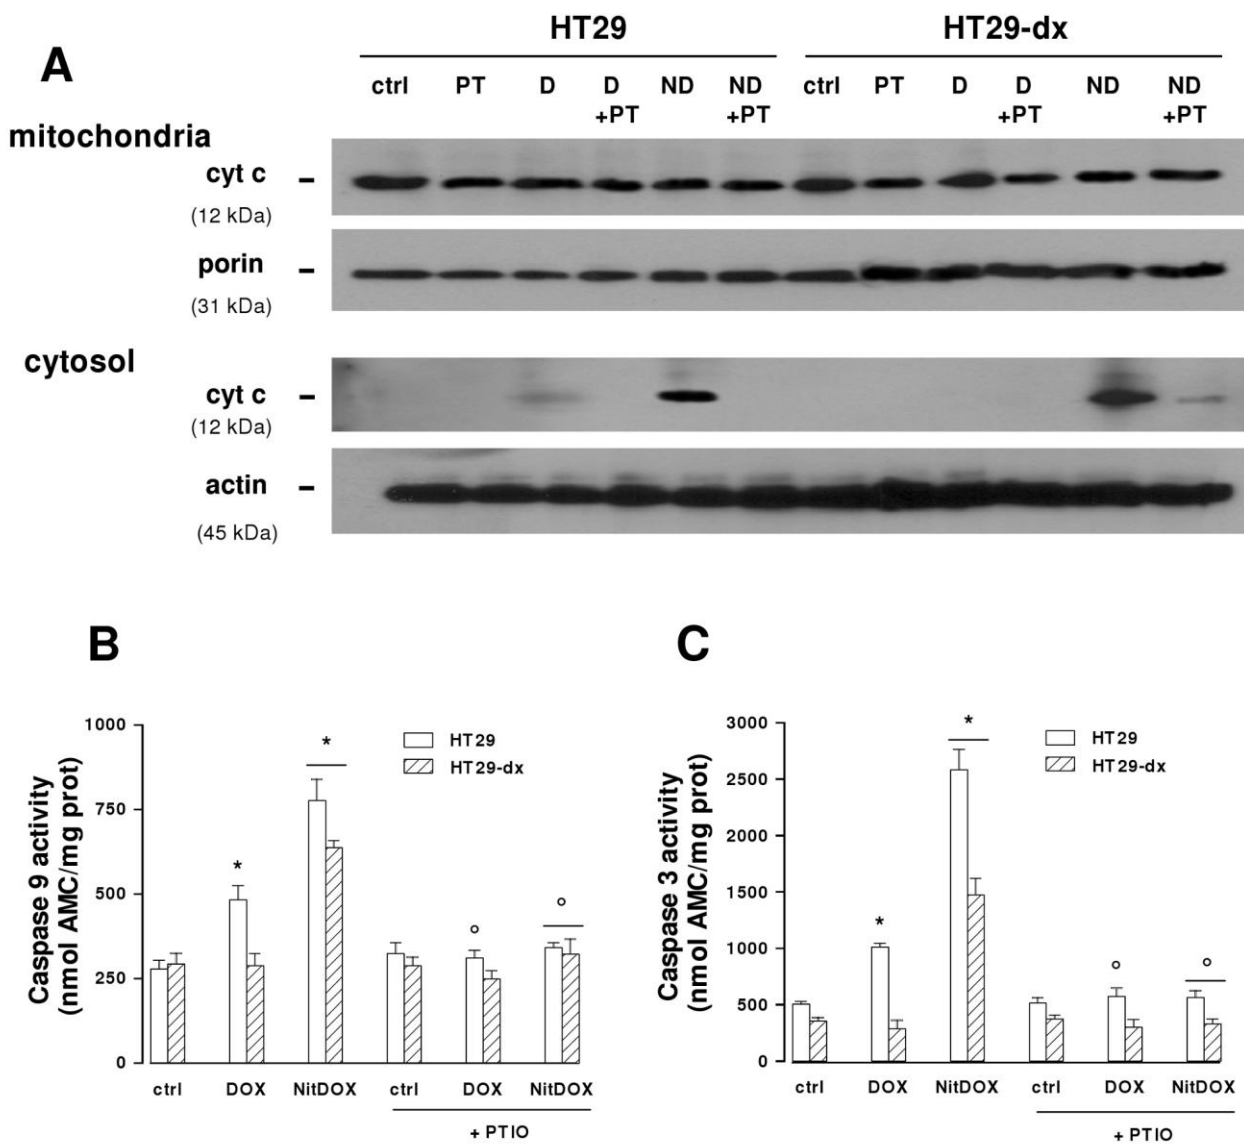 A
HT29 HT29-dx
ctrl PT D D +PT ND ND +PT ctrl PT D D +PT ND ND +PT
mitochondria
cyt c –
(12 kDa)
porin –
(31 kDa)
cytosol
cyt c –
(12 kDa)
actin –
(45 kDa)
B
Caspase 9 activity
(nmol AMC/mg prot)
1000
750
500
250
0
HT29
HT29-dx
*
*
°
°
ctrl DOX NitDOX ctrl DOX NitDOX
+ PTIO
C
Caspase 3 activity
(nmol AMC/mg prot)
3000
2500
2000
1500
1000
500
0
HT29
HT29-dx
*
*
°
°
ctrl DOX NitDOX ctrl DOX NitDOX
+ PTIO